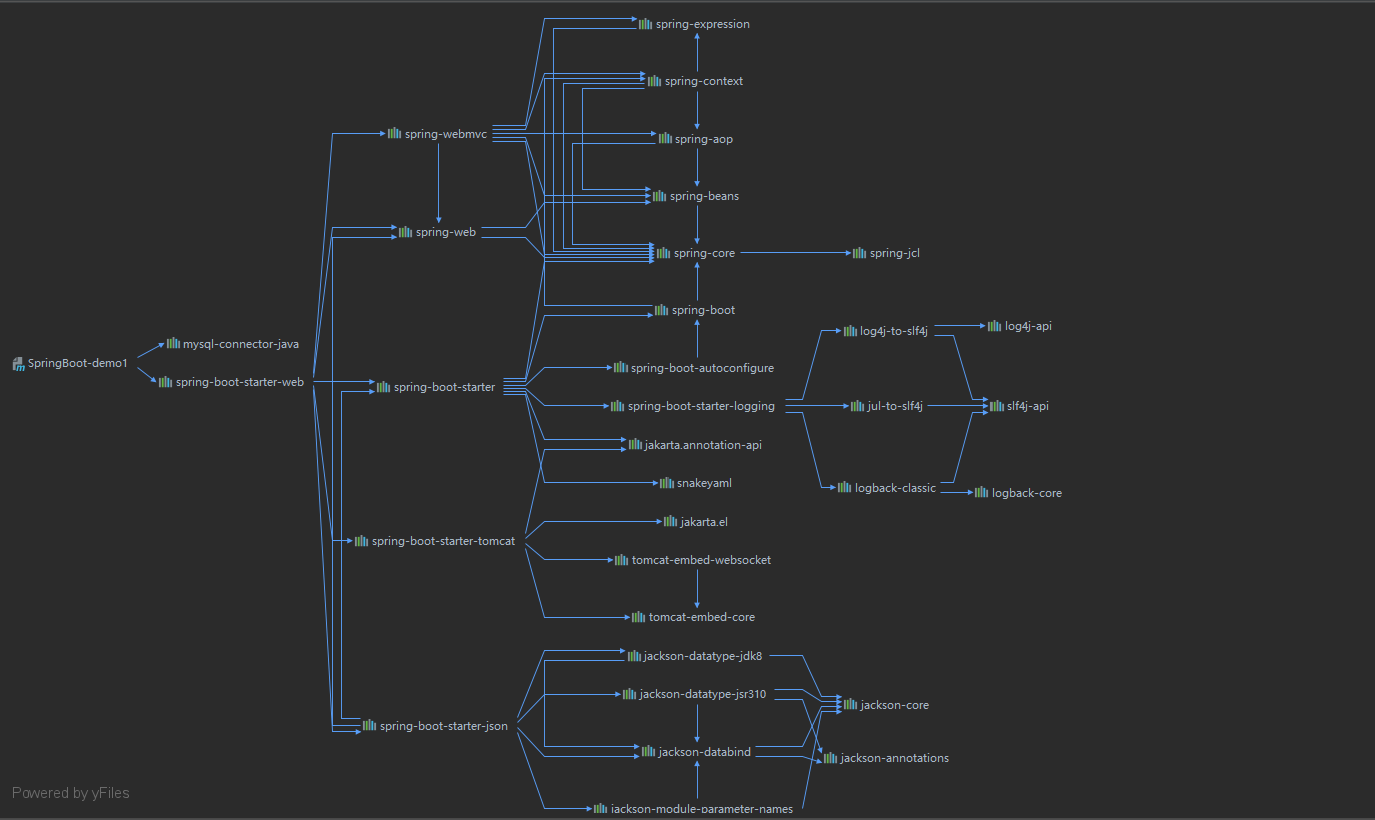 spring-expression
spring-context
spring-webmvc
spring-aop
spring-beans
spring-web
spring-core
spring-jcl
spring-boot
log4j-to-slf4j
log4j-api
mysql-connector-java
SpringBoot-demo1
spring-boot-autoconfigure
spring-boot-starter-web
spring-boot-starter
spring-boot-starter-logging
jul-to-slf4j
slf4j-api
jakarta.annotation-api
snakeyaml
logback-classic
logback-core
jakarta.el
spring-boot-starter-tomcat
tomcat-embed-websocket
tomcat-embed-core
jackson-datatype-jdk8
jackson-datatype-jsr310
jackson-core
spring-boot-starter-json
jackson-databind
jackson-annotations
Powered by yFiles
jackson-module-parameter-names